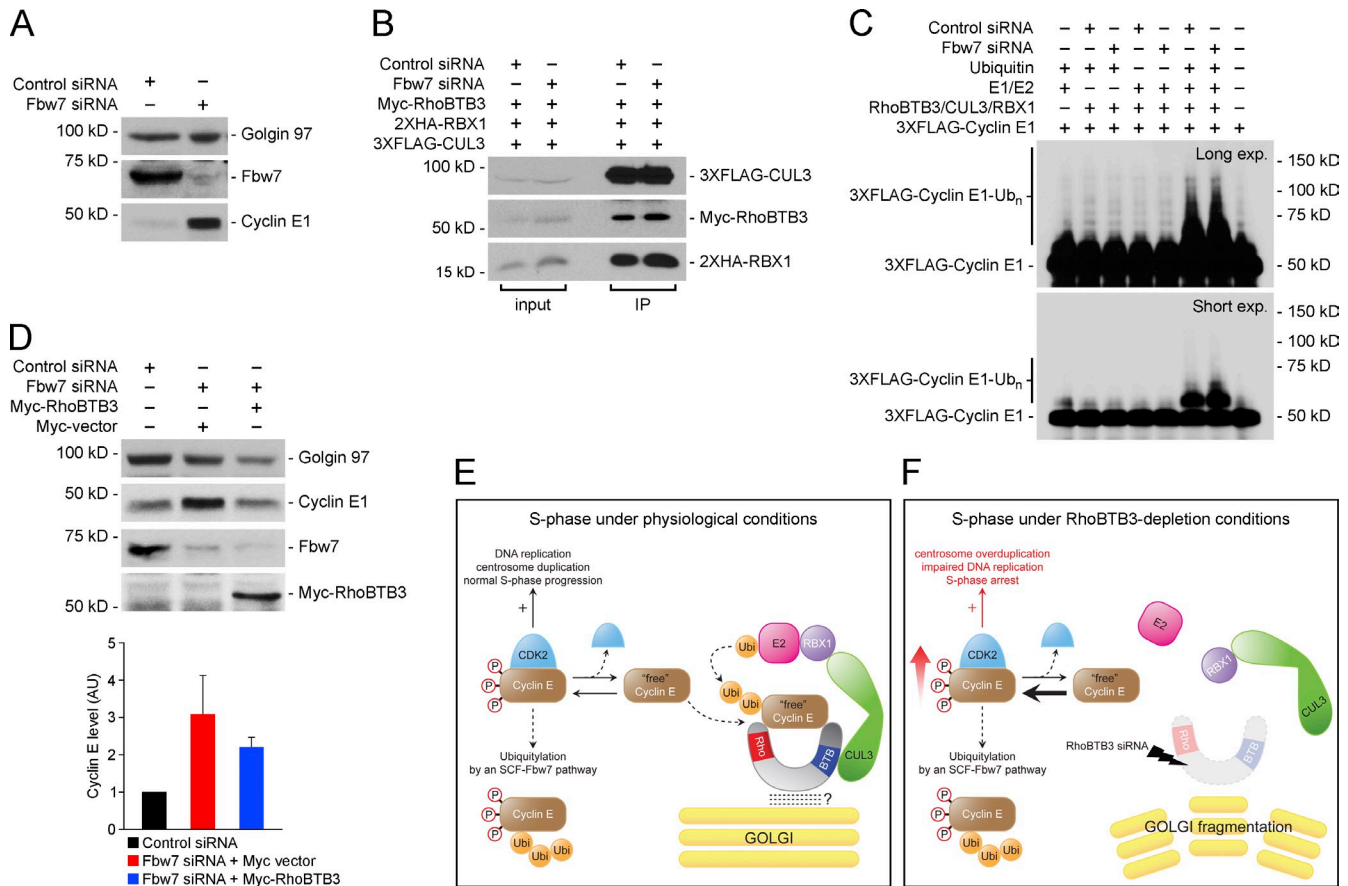 A
Control siRNA + –
Fbw7 siRNA – +
100 kD - - Golgin 97
75 kD - - Fbw7
50 kD - - Cyclin E1
B
Control siRNA + – + –
Fbw7 siRNA – + – +
Myc-RhoBTB3 + + + +
2XHA-RBX1 + + + +
3XFLAG-CUL3 + + + +
100 kD - - 3XFLAG-CUL3
- Myc-RhoBTB3
50 kD -
- 2XHA-RBX1
15 kD -
input IP
C
Control siRNA – + – + – + – –
Fbw7 siRNA – – + – + – + –
Ubiquitin + + + – – + + –
E1/E2 + – – + + + + –
RhoBTB3/CUL3/RBX1 – + + + + + + –
3XFLAG-Cyclin E1 + + + + + + + +
Long exp.
- 150 kD
3XFLAG-Cyclin E1-Ubn - 100 kD
- 75 kD
3XFLAG-Cyclin E1 - - 50 kD
Short exp.
- 150 kD
- 100 kD
- 75 kD
3XFLAG-Cyclin E1-Ubn
3XFLAG-Cyclin E1 - - 50 kD
D
Control siRNA + – –
Fbw7 siRNA – + +
Myc-RhoBTB3 – – +
Myc-vector – + –
100 kD - - Golgin 97
50 kD - - Cyclin E1
75 kD -
- Fbw7
- Myc-RhoBTB3
50 kD -
Cyclin E level (AU)
5
4
3
2
1
0
Control siRNA
Fbw7 siRNA + Myc vector
Fbw7 siRNA + Myc-RhoBTB3
E
S-phase under physiological conditions
DNA replication
centrosome duplication
normal S-phase progression
+
CDK2
P
P
P
Cyclin E
"free"
Cyclin E
Ubi
E2
RBX1
Ubi
Ubi
"free"
Cyclin E
Rho
BTB
CUL3
?
GOLGI
Ubiquitylation
by an SCF-Fbw7 pathway
P
P
P
Cyclin E
Ubi
Ubi
Ubi
F
S-phase under RhoBTB3-depletion conditions
centrosome overduplication
impaired DNA replication
S-phase arrest
+
CDK2
P
P
P
Cyclin E
"free"
Cyclin E
E2
RBX1
CUL3
RhoBTB3 siRNA
Rho
BTB
GOLGI fragmentation
Ubiquitylation
by an SCF-Fbw7 pathway
P
P
P
Cyclin E
Ubi
Ubi
Ubi